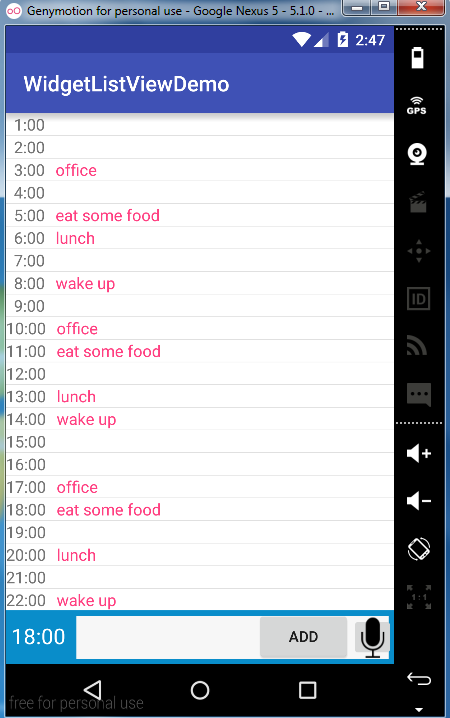 Genymotion for personal use - Google Nexus 5 - 5.1.0 - ...
2:47
WidgetListViewDemo
1:00
2:00
3:00 office
4:00
5:00 eat some food
6:00 lunch
7:00
8:00 wake up
9:00
10:00 office
11:00 eat some food
12:00
13:00 lunch
14:00 wake up
15:00
16:00
17:00 office
18:00 eat some food
19:00
20:00 lunch
21:00
22:00 wake up
18:00 ADD
free for personal use
GPS
ID
1:1